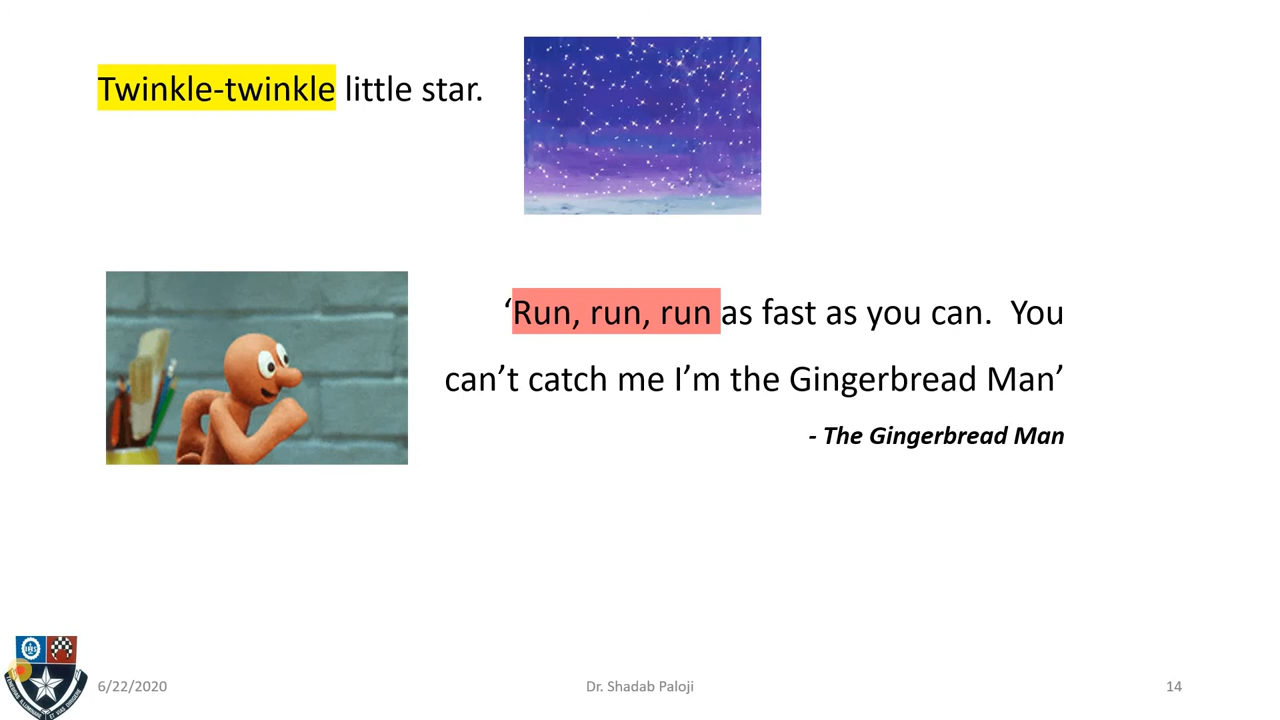 Twinkle-twinkle little star.
‘Run, run, run as fast as you can.  You
can’t catch me I’m the Gingerbread Man’
- The Gingerbread Man
6/22/2020
Dr. Shadab Paloji
14